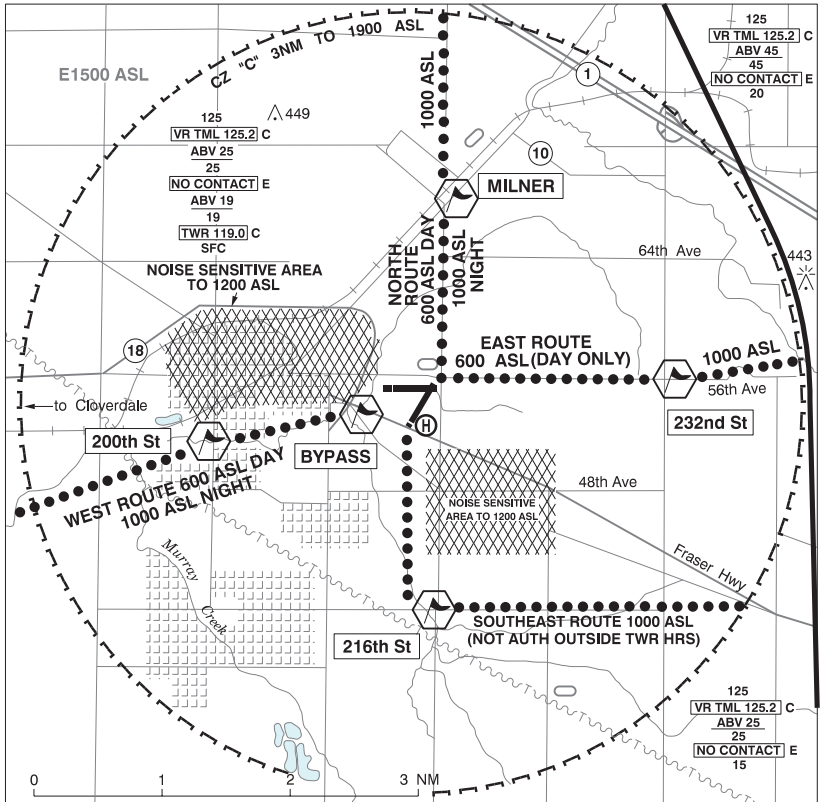 CZ "C" 3NM TO 1900 ASL
E1500 ASL
125
VR TML 125.2 C
ABV 25
25
NO CONTACT E
ABV 19
19
TWR 119.0 C
SFC
449
NOISE SENSITIVE AREA
TO 1200 ASL
1000 ASL
1
125
VR TML 125.2 C
ABV 45
45
NO CONTACT E
20
10
MILNER
NORTH
ROUTE
600 ASL DAY
1000 ASL
NIGHT
64th Ave
443
18
EAST ROUTE
600 ASL (DAY ONLY)
1000 ASL
56th Ave
232nd St
to Cloverdale
200th St
BYPASS
H
WEST ROUTE 600 ASL DAY
1000 ASL NIGHT
48th Ave
NOISE SENSITIVE
AREA TO 1200 ASL
Fraser Hwy
Murray
Creek
216th St
SOUTHEAST ROUTE 1000 ASL
(NOT AUTH OUTSIDE TWR HRS)
125
VR TML 125.2 C
ABV 25
25
NO CONTACT E
15
0 1 2 3 NM